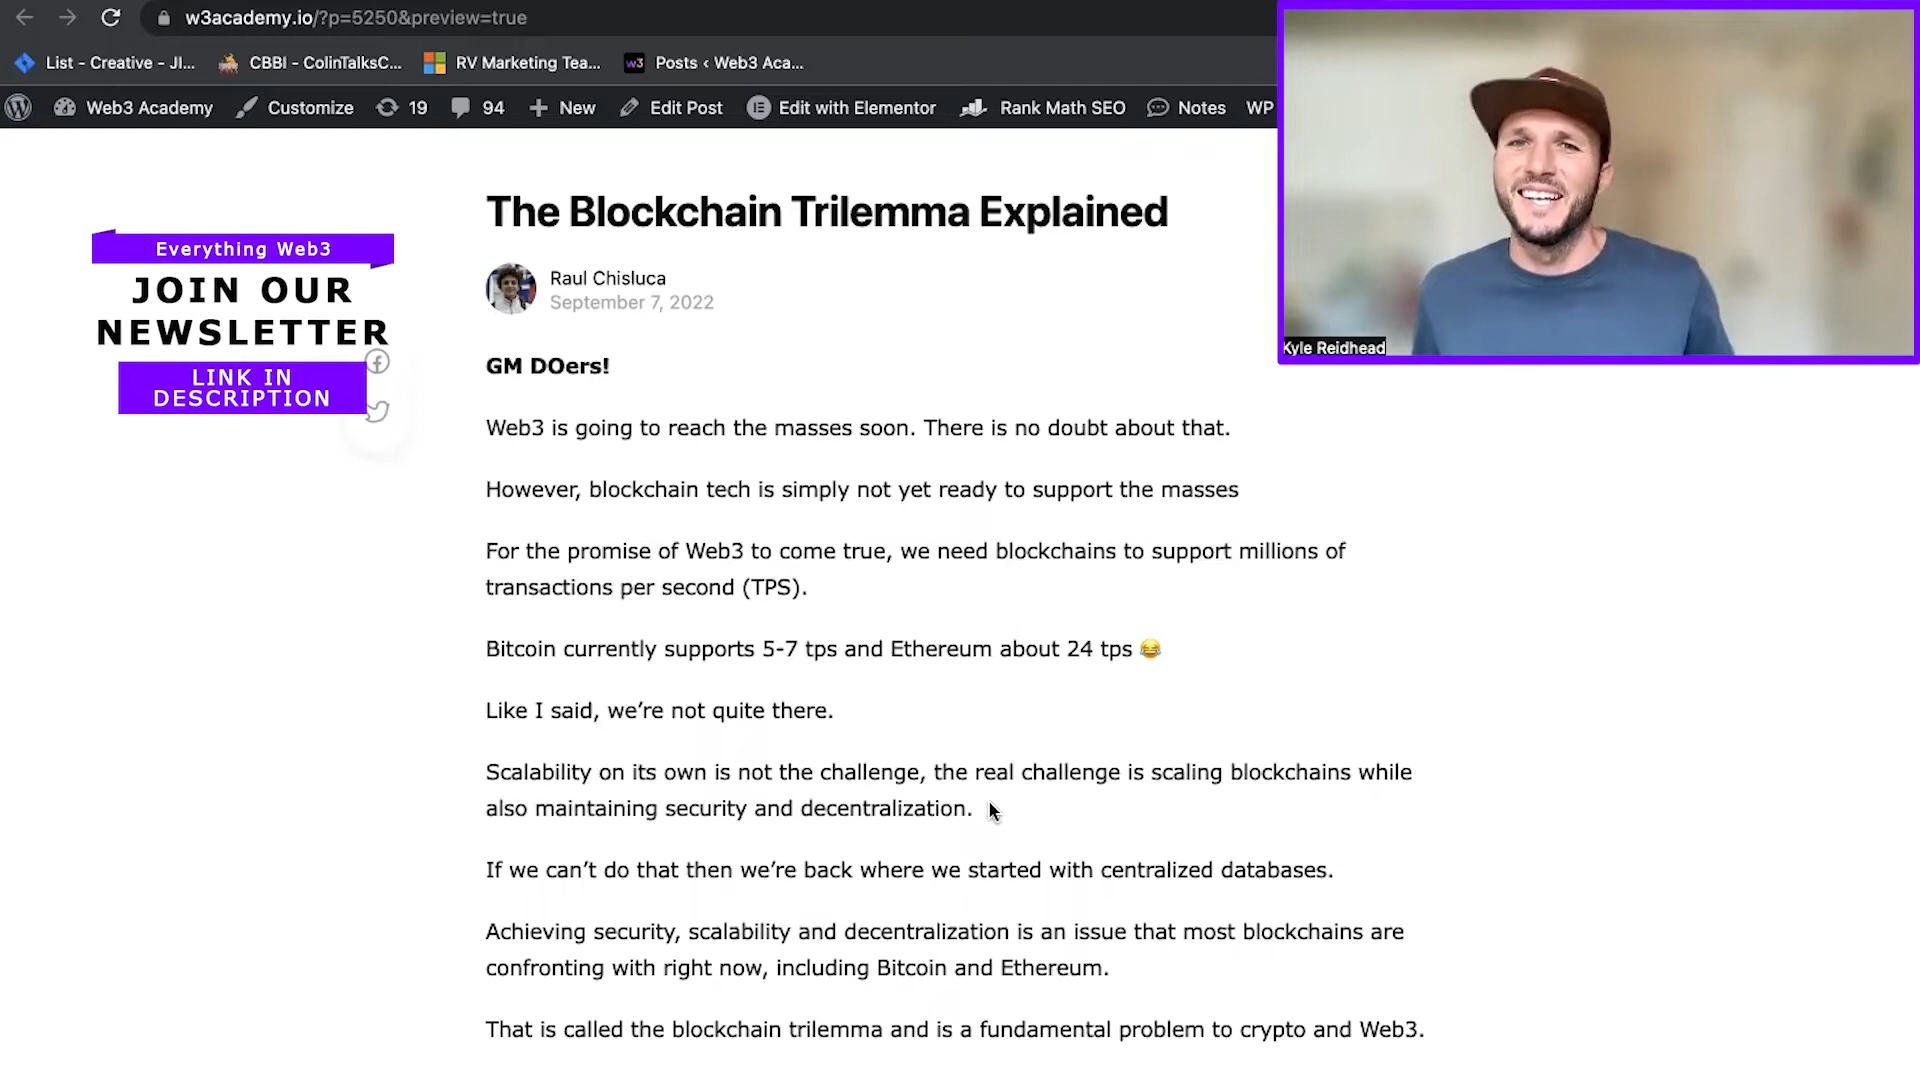 w3academy.io/?p=5250&preview=true
List - Creative - JI...
CBBI - ColinTalksC...
RV Marketing Tea...
w3
Posts ‹ Web3 Aca...
Web3 Academy
Customize
19
94
New
Edit Post
Edit with Elementor
Rank Math SEO
Notes
WP
Kyle Reidhead
Everything Web3
JOIN OUR
NEWSLETTER
LINK IN
DESCRIPTION
The Blockchain Trilemma Explained
Raul Chisluca
September 7, 2022
GM DOers!
Web3 is going to reach the masses soon. There is no doubt about that.
However, blockchain tech is simply not yet ready to support the masses
For the promise of Web3 to come true, we need blockchains to support millions of
transactions per second (TPS).
Bitcoin currently supports 5-7 tps and Ethereum about 24 tps 😂
Like I said, we’re not quite there.
Scalability on its own is not the challenge, the real challenge is scaling blockchains while
also maintaining security and decentralization.
If we can’t do that then we’re back where we started with centralized databases.
Achieving security, scalability and decentralization is an issue that most blockchains are
confronting with right now, including Bitcoin and Ethereum.
That is called the blockchain trilemma and is a fundamental problem to crypto and Web3.